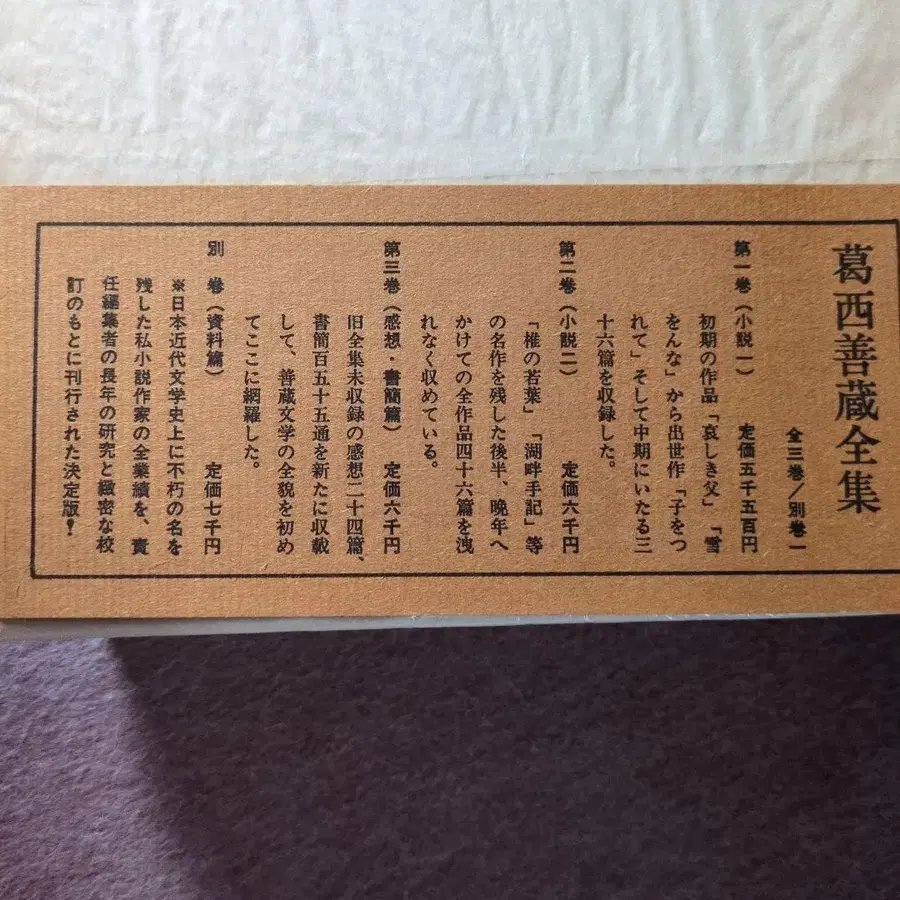 葛西善蔵全集
全三巻／別巻一
第一巻（小説一） 定価五千五百円
初期の作品「哀しき父」「雪
をんな」から出世作「子をつ
れて」そして中期にいたる三
十六篇を収録した。
第二巻（小説二） 定価六千円
「椎の若葉」「湖畔手記」等
の名作を残した後半、晩年へ
かけての全作品四十六篇を洩
れなく収めている。
第三巻（感想・書簡篇） 定価六千円
旧全集未収録の感想二十四篇、
書簡百五十五通を新たに収載
して、善蔵文学の全貌を初め
てここに網羅した。
別 巻（資料篇） 定価七千円
※日本近代文学史上に不朽の名を
残した私小説作家の全業績を、責
任編集者の長年の研究と緻密な校
訂のもとに刊行された決定版！